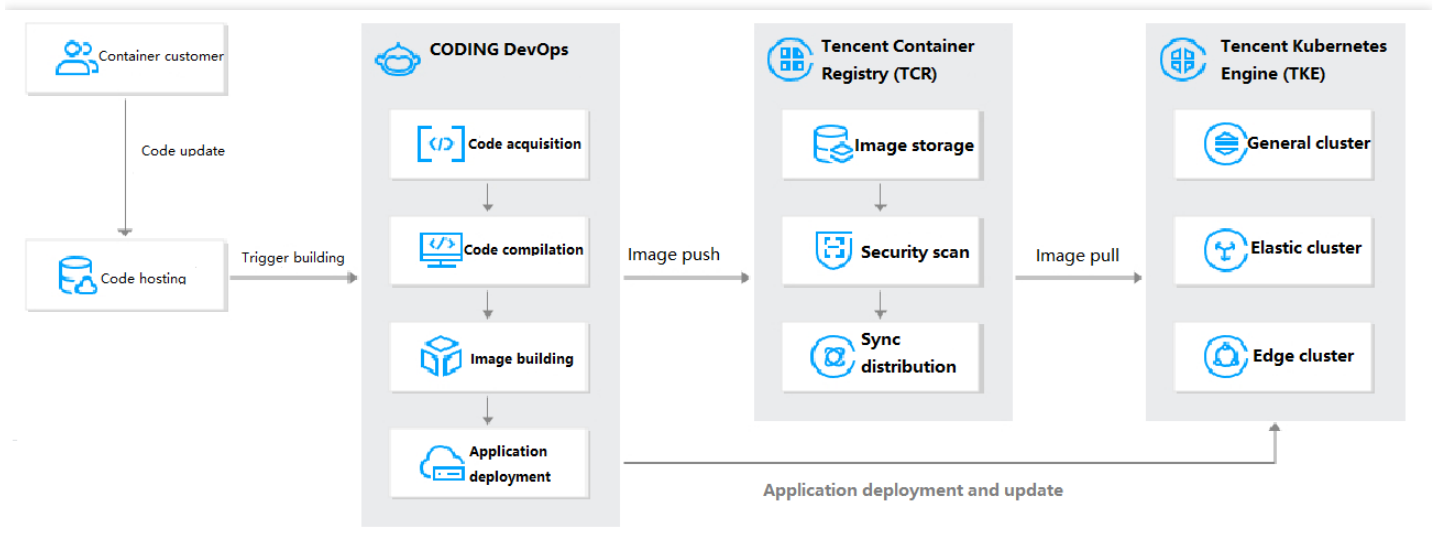 Container customer
Code update
Code hosting
Trigger building
CODING DevOps
Code acquisition
Code compilation
Image building
Application
deployment
Image push
Tencent Container
Registry (TCR)
Image storage
Security scan
Sync
distribution
Image pull
Tencent Kubernetes
Engine (TKE)
General cluster
Elastic cluster
Edge cluster
Application deployment and update